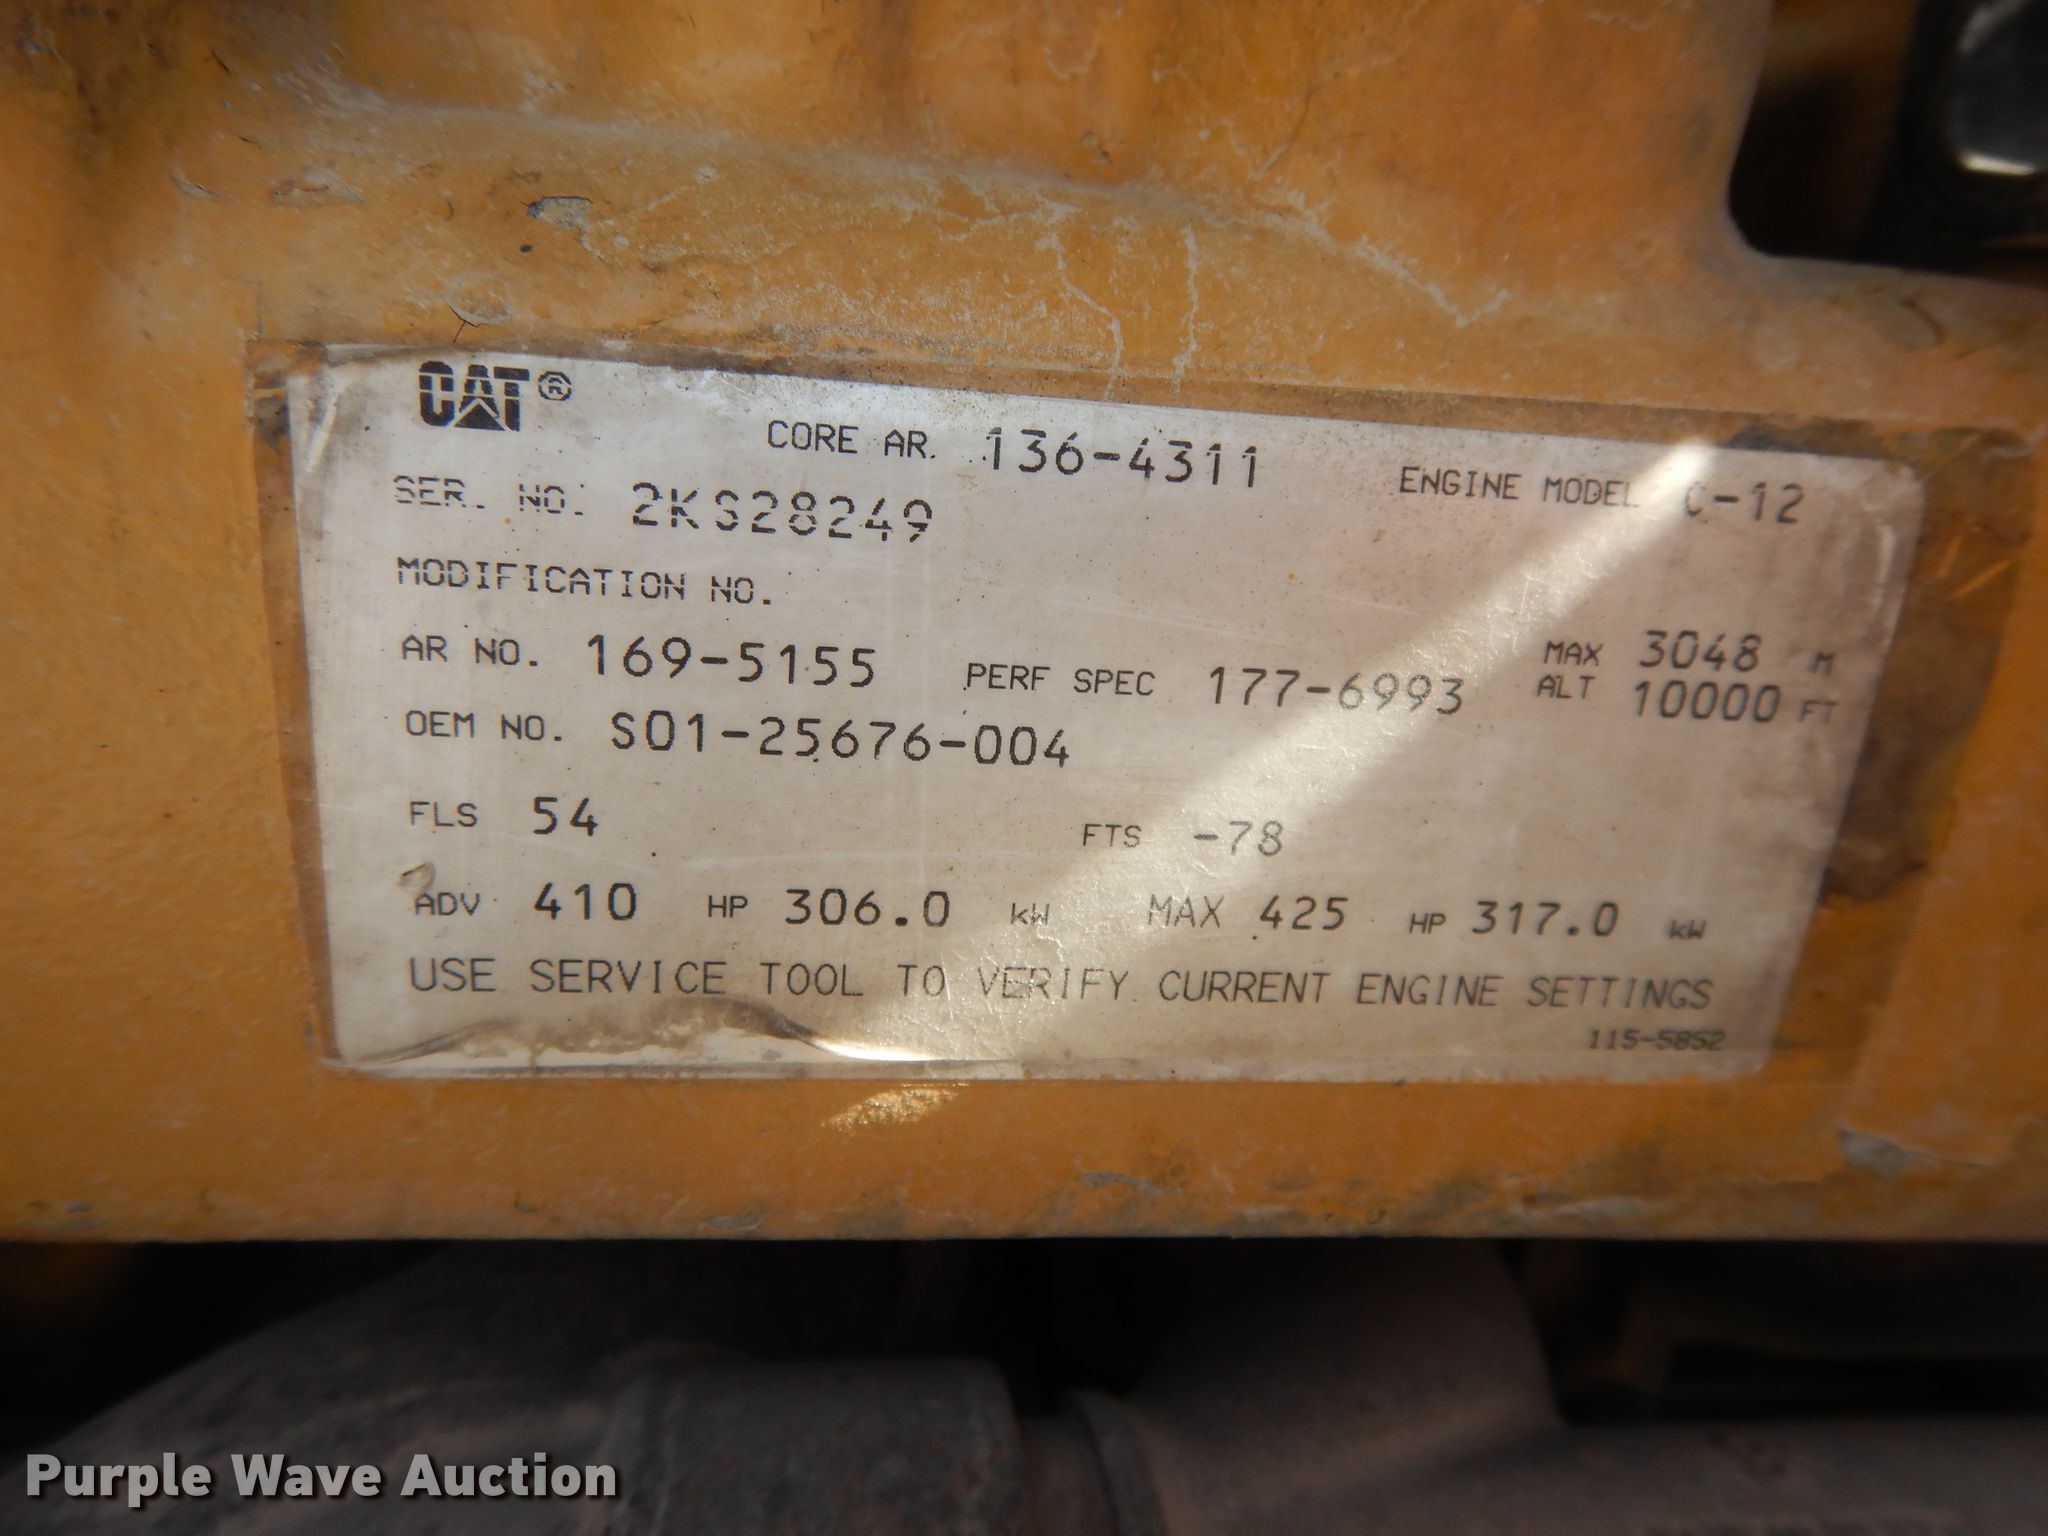 CAT®
CORE AR. 136-4311
ENGINE MODEL C-12
SER. NO. 2KS28249
MODIFICATION NO.
AR NO. 169-5155 PERF SPEC 177-6993 MAX 3048 M
ALT 10000 FT
OEM NO. S01-25676-004
FLS 54 FTS -78
ADV 410 HP 306.0 kW MAX 425 HP 317.0 kW
USE SERVICE TOOL TO VERIFY CURRENT ENGINE SETTINGS
115-5852
Purple Wave Auction